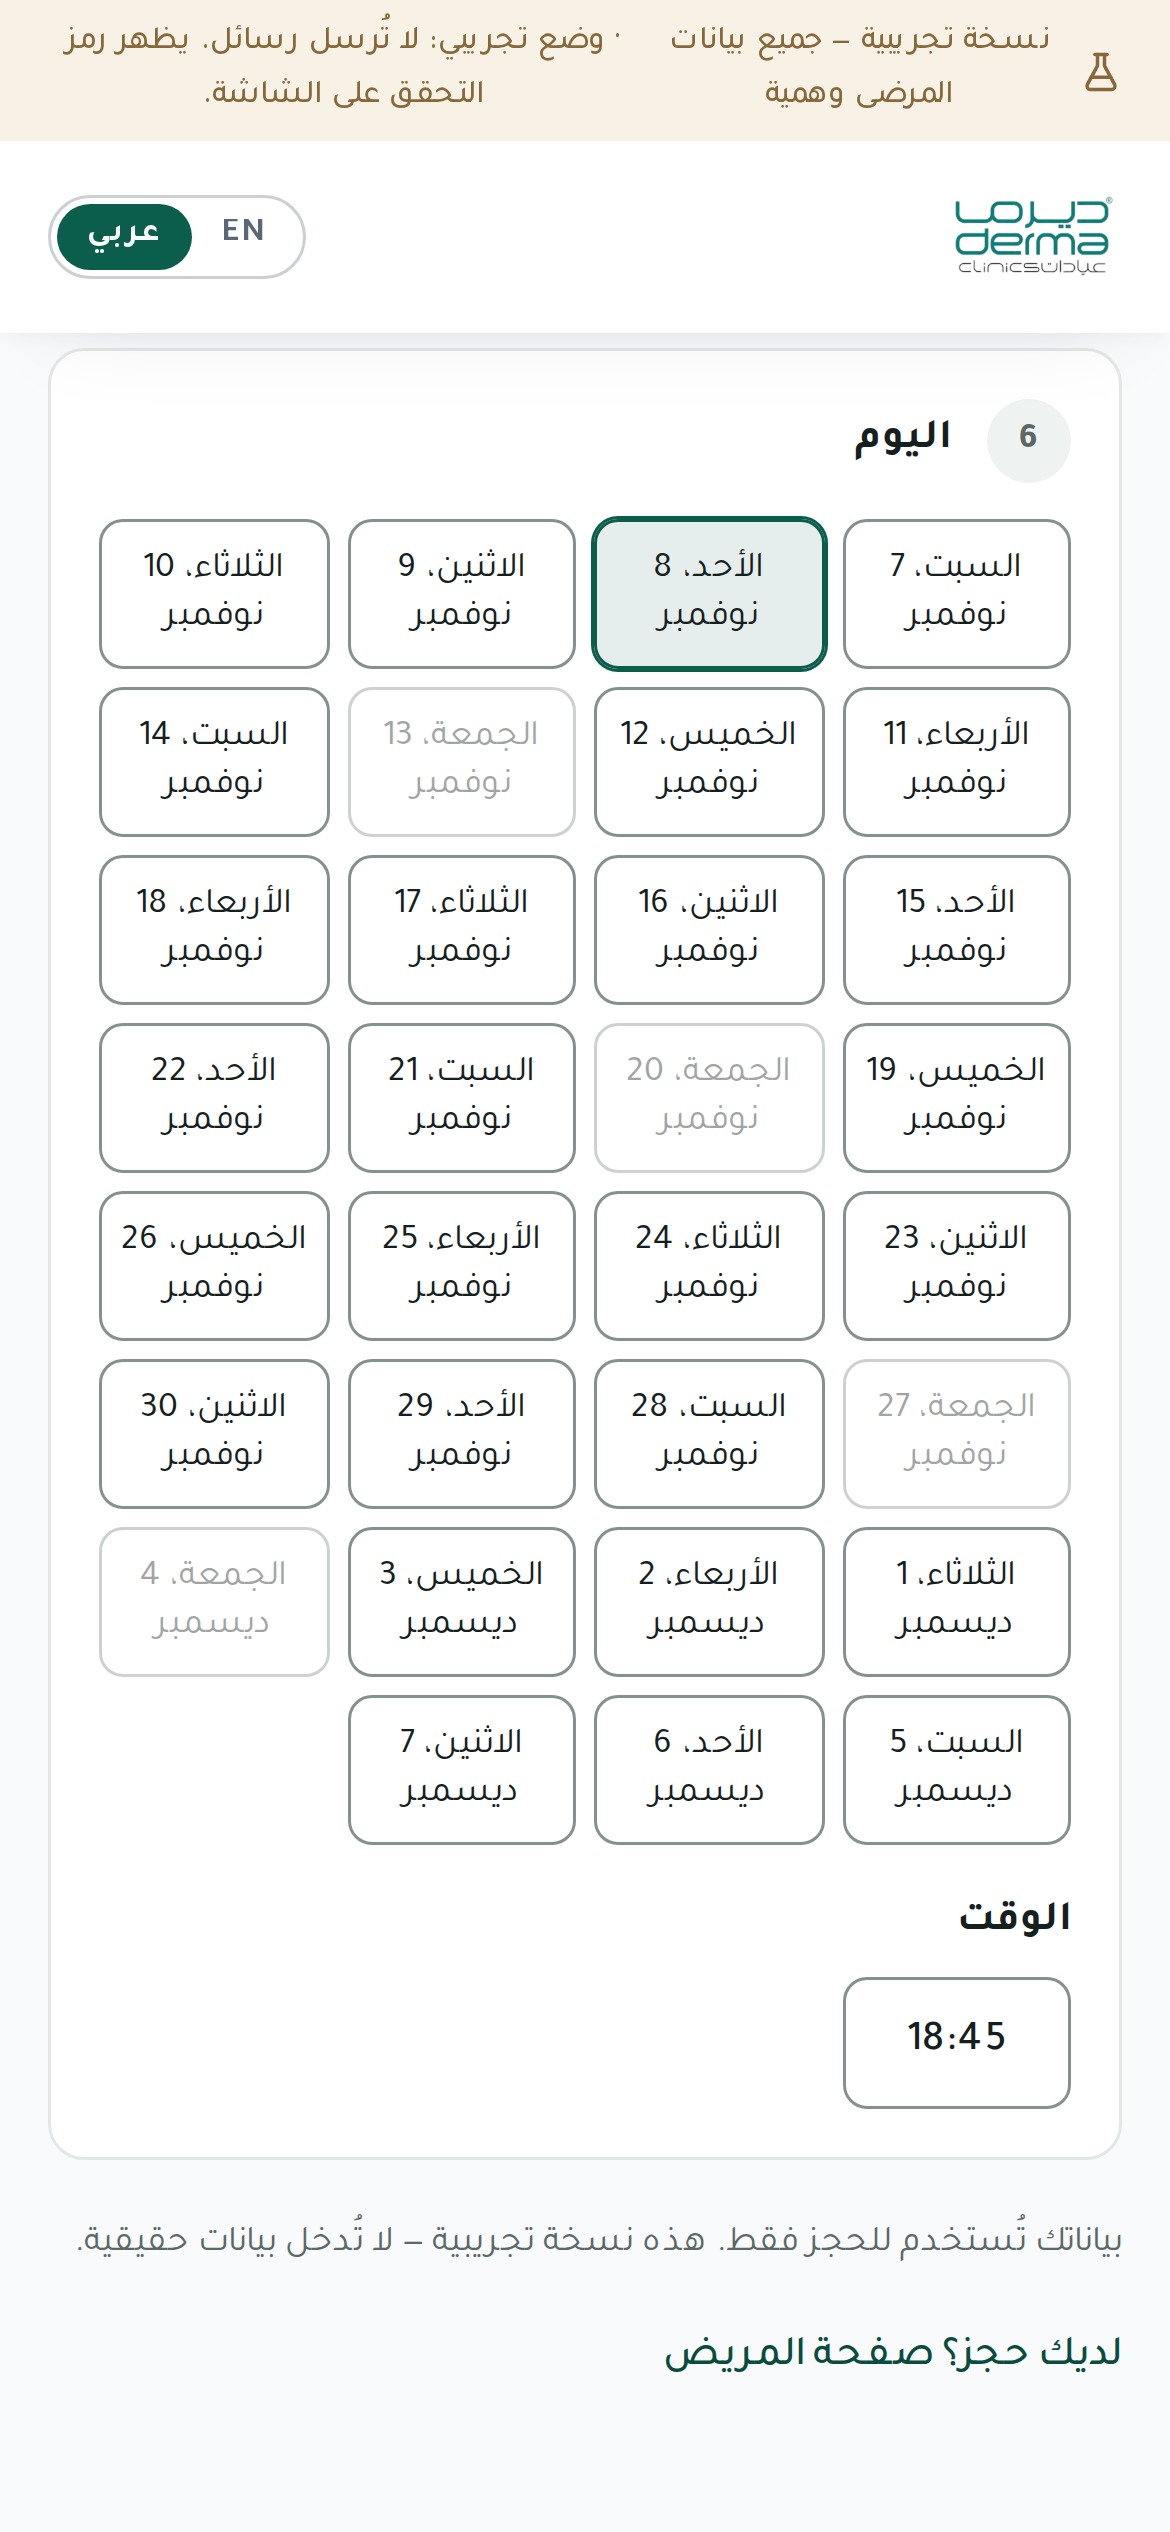 نسخة تجريبية – جميع بيانات المرضى وهمية
· وضع تجريبي: لا تُرسل رسائل. يظهر رمز التحقق على الشاشة.
ديرما
derma
عيادات clinics
EN
عربي
6
اليوم
السبت، 7 نوفمبر
الأحد، 8 نوفمبر
الاثنين، 9 نوفمبر
الثلاثاء، 10 نوفمبر
الأربعاء، 11 نوفمبر
الخميس، 12 نوفمبر
الجمعة، 13 نوفمبر
السبت، 14 نوفمبر
الأحد، 15 نوفمبر
الاثنين، 16 نوفمبر
الثلاثاء، 17 نوفمبر
الأربعاء، 18 نوفمبر
الخميس، 19 نوفمبر
الجمعة، 20 نوفمبر
السبت، 21 نوفمبر
الأحد، 22 نوفمبر
الاثنين، 23 نوفمبر
الثلاثاء، 24 نوفمبر
الأربعاء، 25 نوفمبر
الخميس، 26 نوفمبر
الجمعة، 27 نوفمبر
السبت، 28 نوفمبر
الأحد، 29 نوفمبر
الاثنين، 30 نوفمبر
الثلاثاء، 1 ديسمبر
الأربعاء، 2 ديسمبر
الخميس، 3 ديسمبر
الجمعة، 4 ديسمبر
السبت، 5 ديسمبر
الأحد، 6 ديسمبر
الاثنين، 7 ديسمبر
الوقت
18:45
بياناتك تُستخدم للحجز فقط. هذه نسخة تجريبية – لا تُدخل بيانات حقيقية.
لديك حجز؟ صفحة المريض